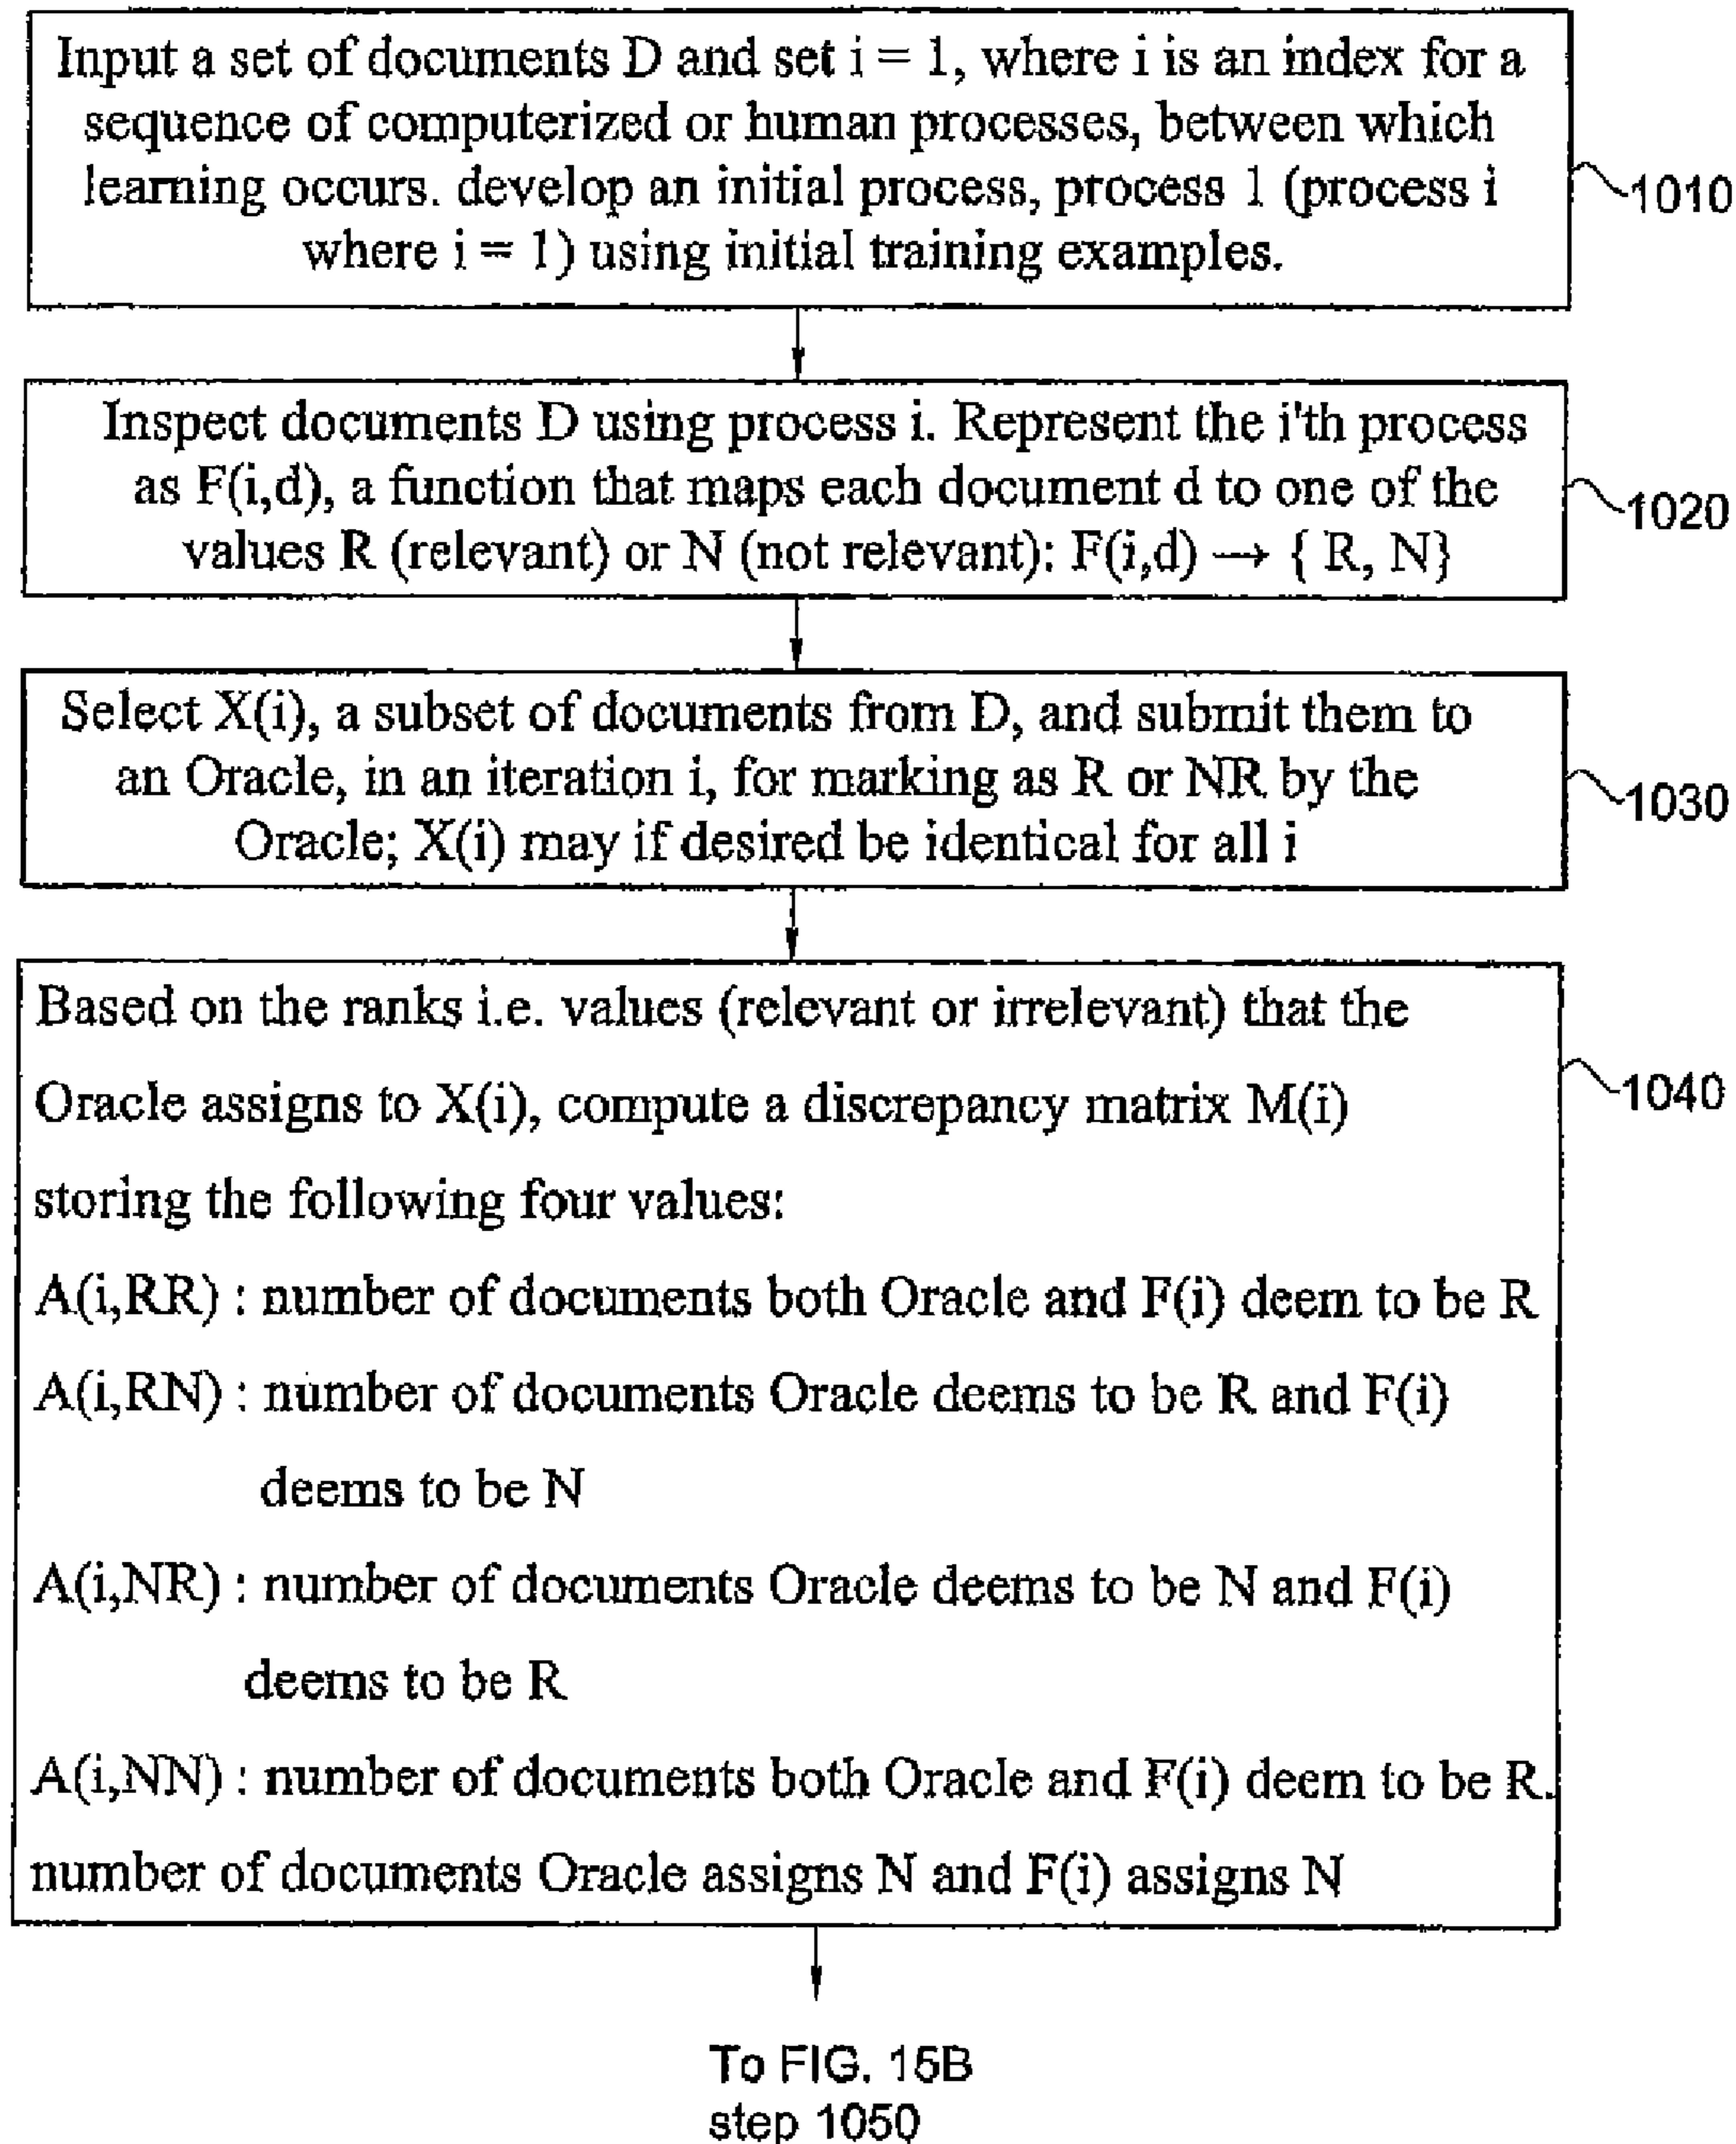 Input a set of documents D and set i = 1, where i is an index for a
sequence of computerized or human processes, between which
learning occurs. develop an initial process, process 1 (process i
where i = 1) using initial training examples.
1010
Inspect documents D using process i. Represent the i'th process
as F(i,d), a function that maps each document d to one of the
values R (relevant) or N (not relevant): F(i,d) → { R, N}
1020
Select X(i), a subset of documents from D, and submit them to
an Oracle, in an iteration i, for marking as R or NR by the
Oracle; X(i) may if desired be identical for all i
1030
Based on the ranks i.e. values (relevant or irrelevant) that the
Oracle assigns to X(i), compute a discrepancy matrix M(i)
storing the following four values:
A(i,RR) : number of documents both Oracle and F(i) deem to be R
A(i,RN) : number of documents Oracle deems to be R and F(i)
deems to be N
A(i,NR) : number of documents Oracle deems to be N and F(i)
deems to be R
A(i,NN) : number of documents both Oracle and F(i) deem to be R.
number of documents Oracle assigns N and F(i) assigns N
1040
To FIG. 15B
step 1050